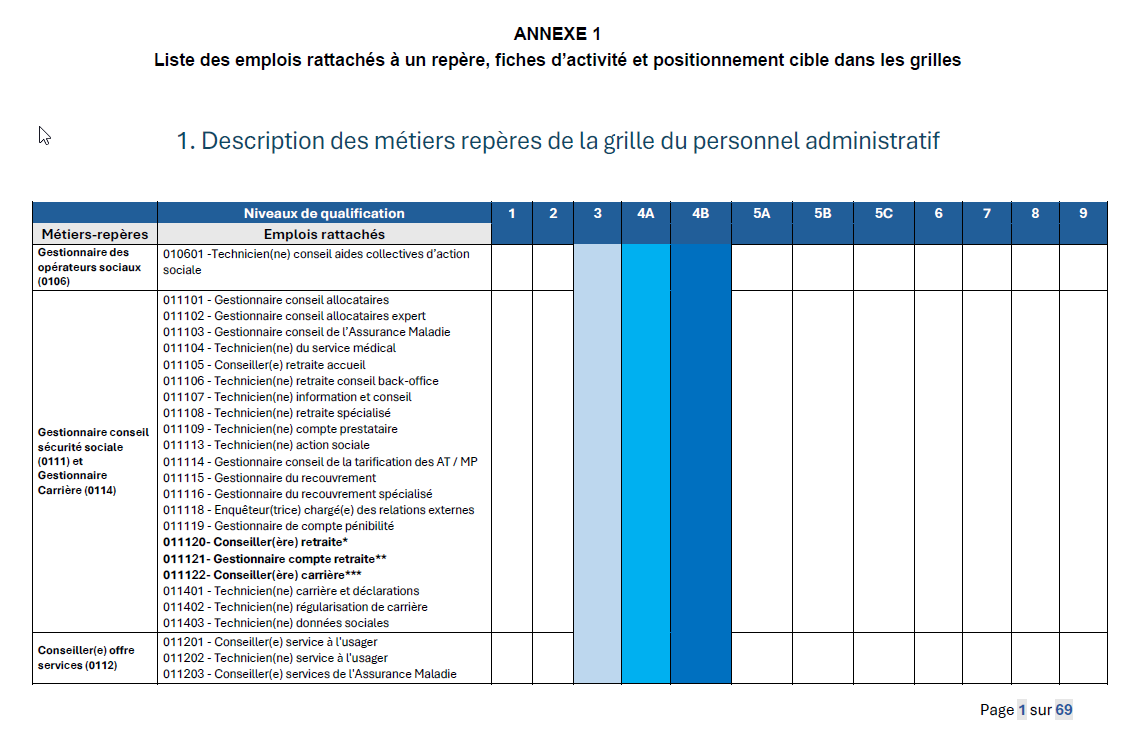 ANNEXE 1
Liste des emplois rattachés à un repère, fiches d’activité et positionnement cible dans les grilles
1. Description des métiers repères de la grille du personnel administratif
Niveaux de qualification 1 2 3 4A 4B 5A 5B 5C 6 7 8 9
Métiers-repères Emplois rattachés
Gestionnaire des
opérateurs sociaux
(0106)
010601 -Technicien(ne) conseil aides collectives d’action
sociale
Gestionnaire conseil
sécurité sociale
(0111) et
Gestionnaire
Carrière (0114)
011101 - Gestionnaire conseil allocataires
011102 - Gestionnaire conseil allocataires expert
011103 - Gestionnaire conseil de l’Assurance Maladie
011104 - Technicien(ne) du service médical
011105 - Conseiller(e) retraite accueil
011106 - Technicien(ne) retraite conseil back-office
011107 - Technicien(ne) information et conseil
011108 - Technicien(ne) retraite spécialisé
011109 - Technicien(ne) compte prestataire
011113 - Technicien(ne) action sociale
011114 - Gestionnaire conseil de la tarification des AT / MP
011115 - Gestionnaire du recouvrement
011116 - Gestionnaire du recouvrement spécialisé
011118 - Enquêteur(trice) chargé(e) des relations externes
011119 - Gestionnaire de compte pénibilité
011120- Conseiller(ère) retraite*
011121- Gestionnaire compte retraite**
011122- Conseiller(ère) carrière***
011401 - Technicien(ne) carrière et déclarations
011402 - Technicien(ne) régularisation de carrière
011403 - Technicien(ne) données sociales
Conseiller(e) offre
services (0112)
011201 - Conseiller(e) service à l’usager
011202 - Technicien(ne) service à l’usager
011203 - Conseiller(e) services de l’Assurance Maladie
Page 1 sur 69